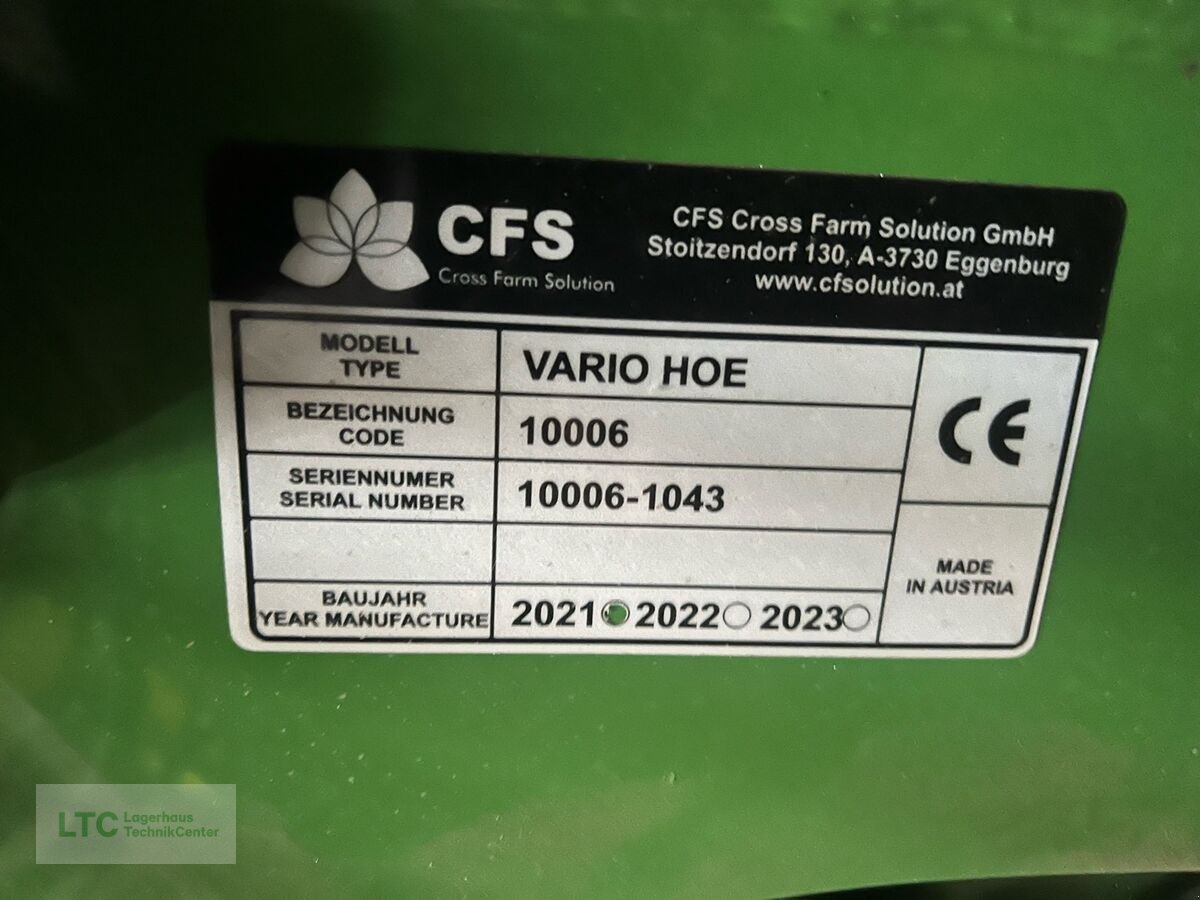 CFS
Cross Farm Solution
CFS Cross Farm Solution GmbH
Stoitzendorf 130, A-3730 Eggenburg
www.cfsolution.at
MODELL
TYPE
VARIO HOE
BEZEICHNUNG
CODE
10006
SERIENNUMER
SERIAL NUMBER
10006-1043
BAUJAHR
YEAR MANUFACTURE
2021 2022 2023
CE
MADE
IN AUSTRIA
LTC Lagerhaus
TechnikCenter